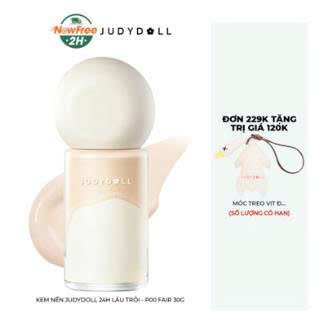 NowFree
2H
JUDYDOLL
JUDYDOLL
KEM NỀN JUDYDOLL 24H LÂU TRÔI - P00 FAIR 30G
ĐƠN 229K TẶNG
TRỊ GIÁ 120K
MÓC TREO VỊT Đ...
(SỐ LƯỢNG CÓ HẠN)